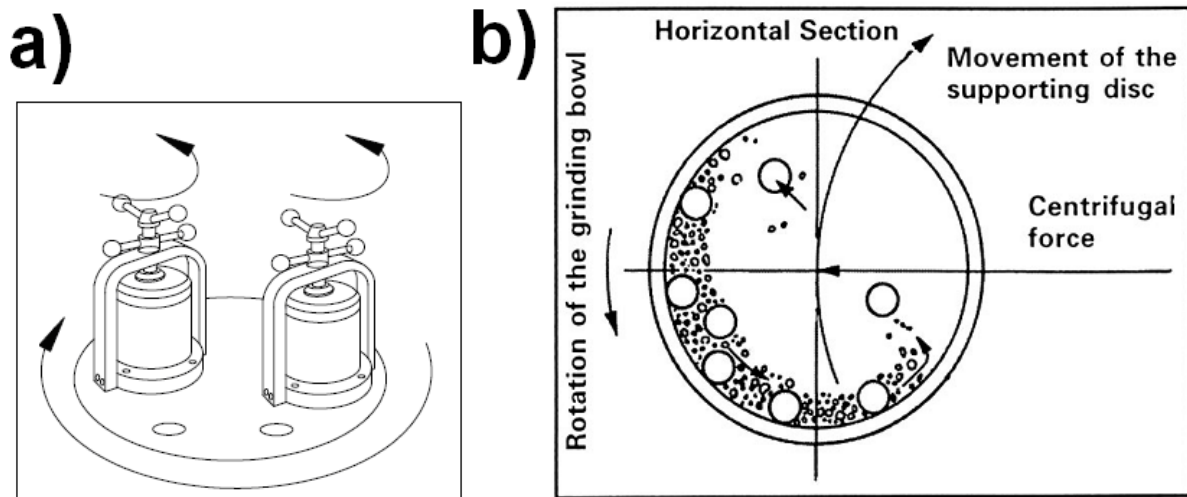 a)
b)
Horizontal Section
Movement of the
supporting disc
Centrifugal
force
Rotation of the grinding bowl